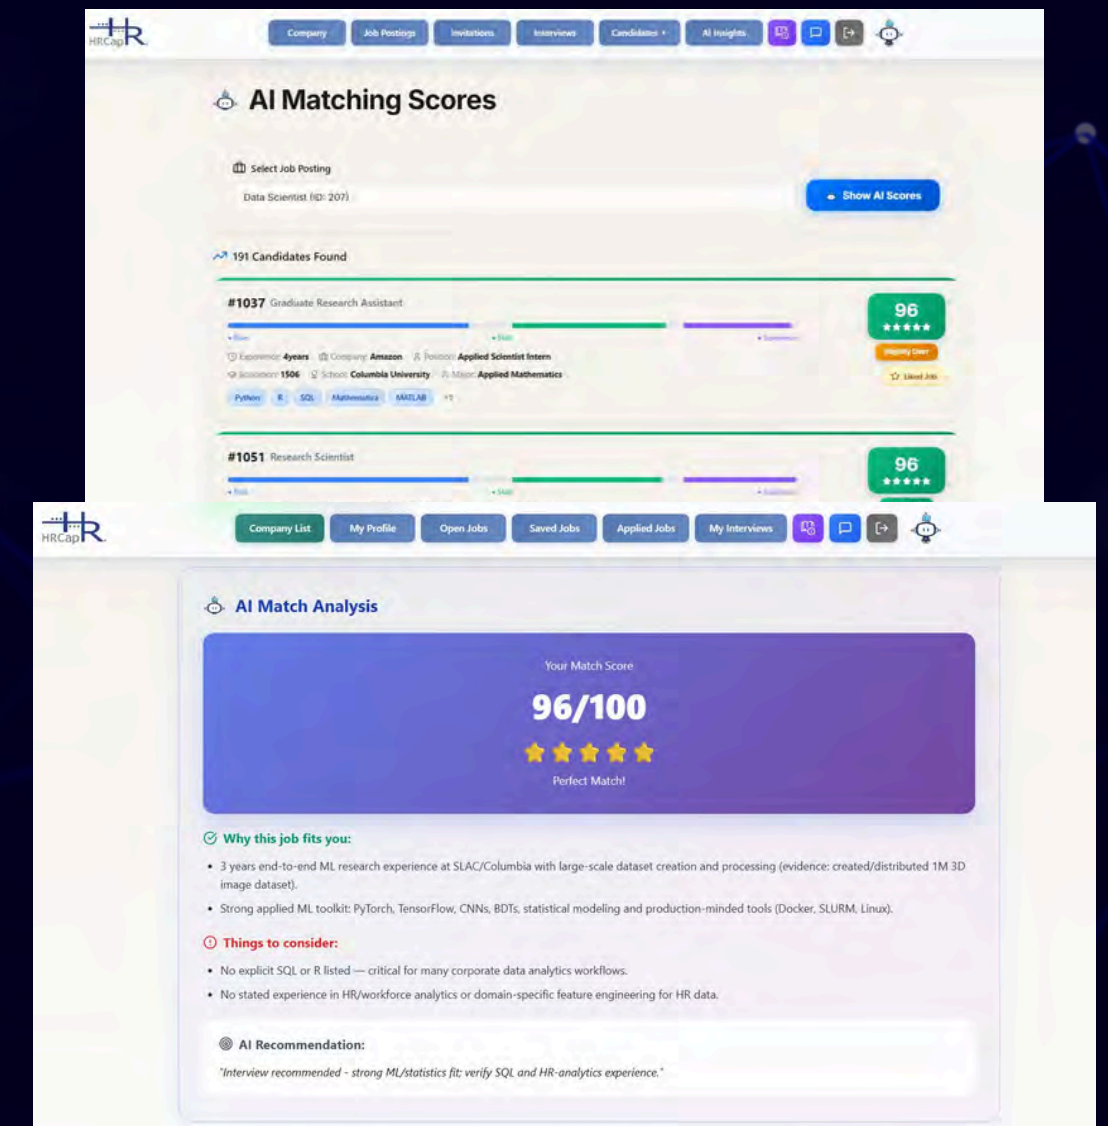 HRCap
Company
Job Postings
Invitations
Interviews
Candidates
AI Insights
AI Matching Scores
Select Job Posting
Data Scientist (ID: 207)
Show AI Scores
191 Candidates Found
#1037 Graduate Research Assistant
96
Experience: 4years Company: Amazon Position: Applied Scientist Intern
1506 School: Columbia University Major: Applied Mathematics
Liked Job
Python R SQL Mathematica MATLAB
#1051 Research Scientist
96
HRCap
Company List
My Profile
Open Jobs
Saved Jobs
Applied Jobs
My Interviews
AI Match Analysis
Your Match Score
96/100
Perfect Match!
Why this job fits you:
• 3 years end-to-end ML research experience at SLAC/Columbia with large-scale dataset creation and processing (evidence: created/distributed 1M 3D
image dataset).
• Strong applied ML toolkit: PyTorch, TensorFlow, CNNs, BDTs, statistical modeling and production-minded tools (Docker, SLURM, Linux).
Things to consider:
• No explicit SQL or R listed — critical for many corporate data analytics workflows.
• No stated experience in HR/workforce analytics or domain-specific feature engineering for HR data.
AI Recommendation:
"Interview recommended - strong ML/statistics fit; verify SQL and HR-analytics experience."